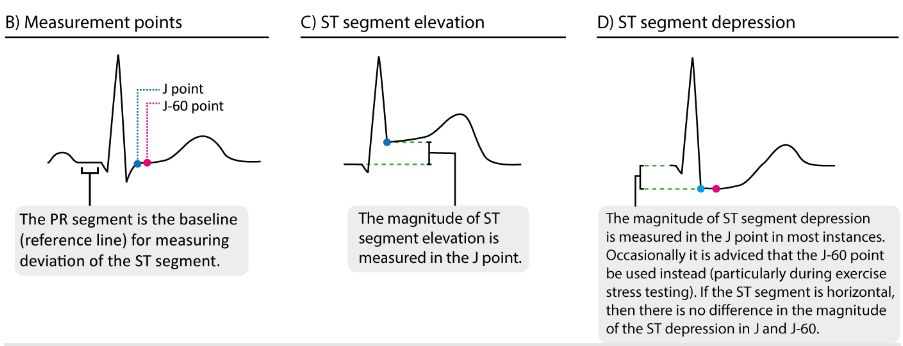 B) Measurement points
J point
J-60 point
The PR segment is the baseline
(reference line) for measuring
deviation of the ST segment.
C) ST segment elevation
The magnitude of ST
segment elevation is
measured in the J point.
D) ST segment depression
The magnitude of ST segment depression
is measured in the J point in most instances.
Occasionally it is adviced that the J-60 point
be used instead (particularly during exercise
stress testing). If the ST segment is horizontal,
then there is no difference in the magnitude
of the ST depression in J and J-60.